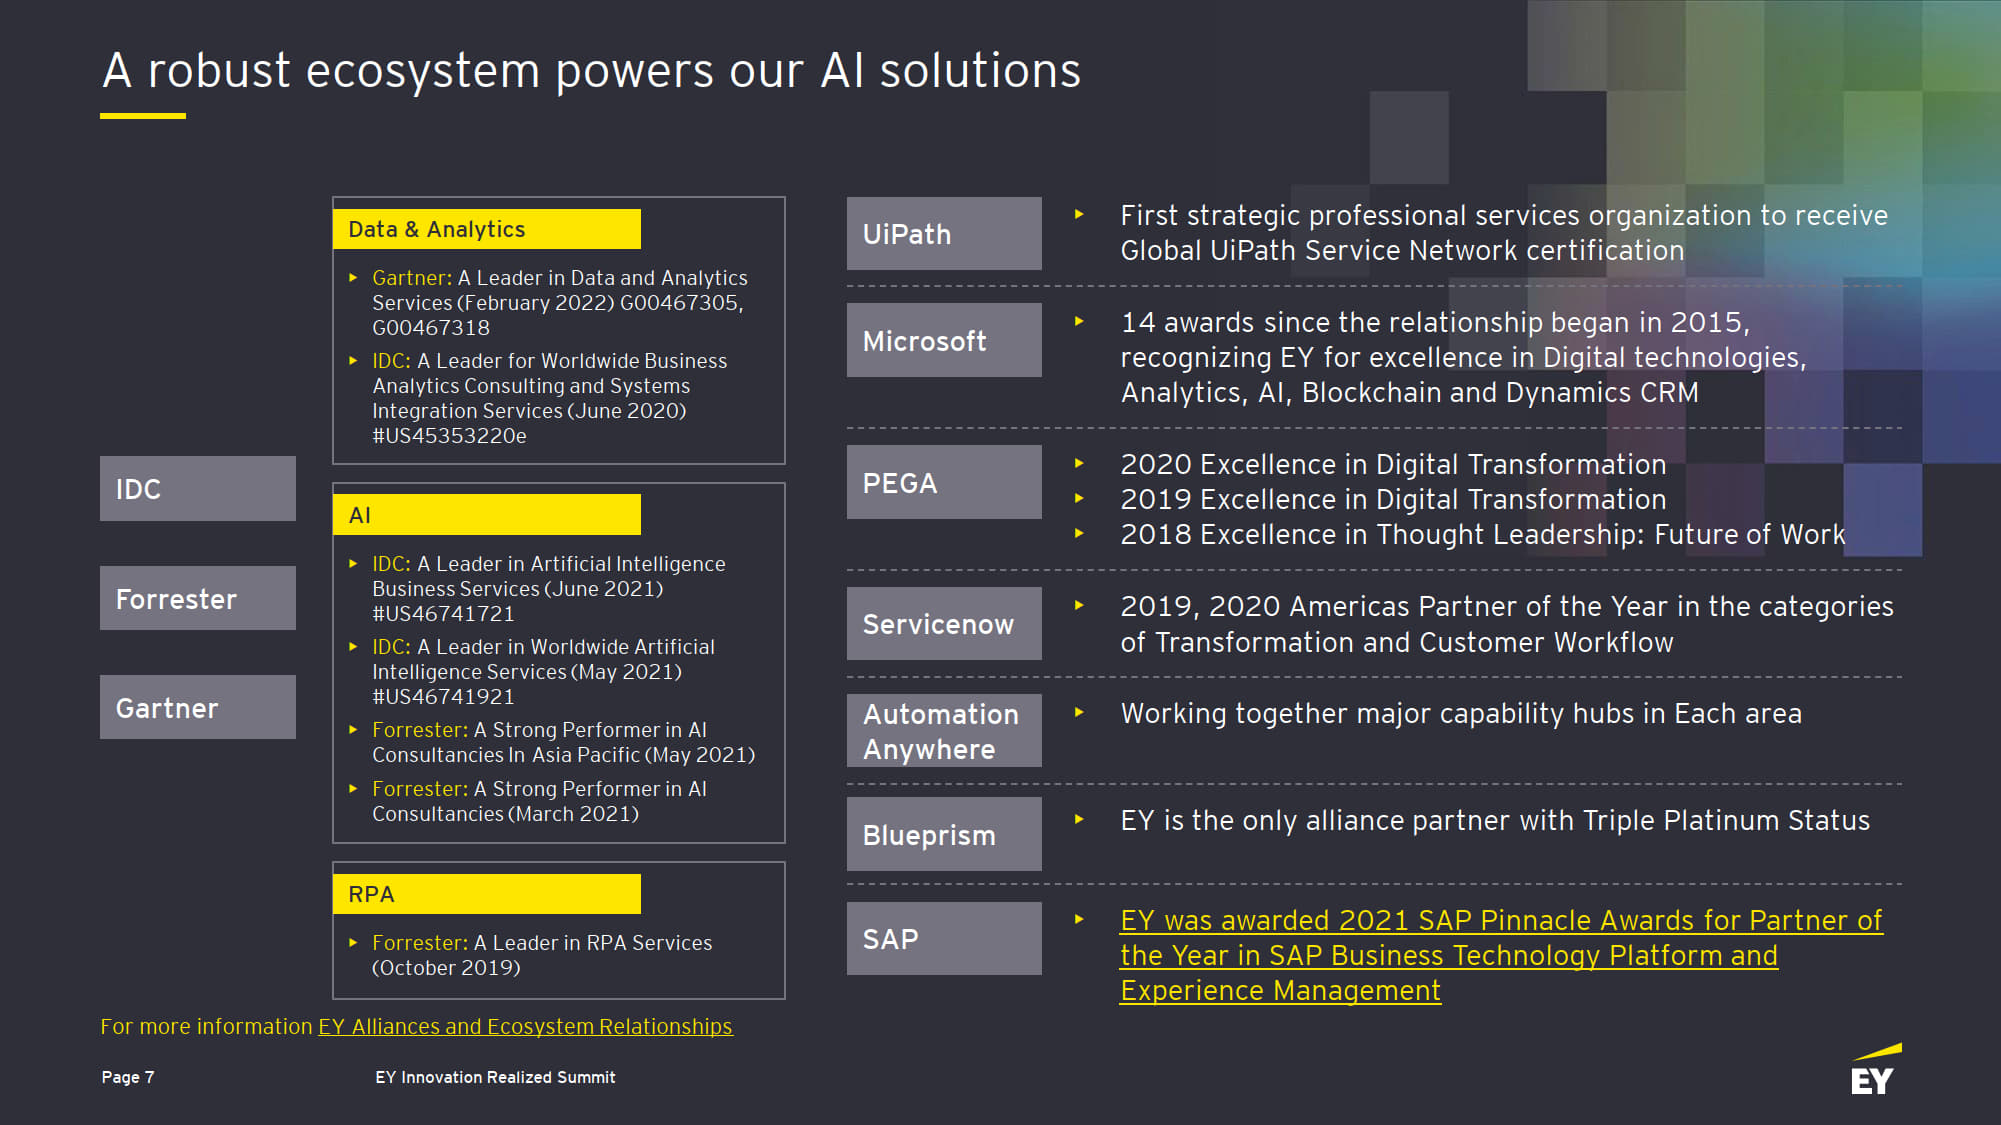 A robust ecosystem powers our AI solutions
IDC
Forrester
Gartner
Data & Analytics
▸ Gartner: A Leader in Data and Analytics
Services (February 2022) G00467305,
G00467318
▸ IDC: A Leader for Worldwide Business
Analytics Consulting and Systems
Integration Services (June 2020)
#US45353220e
AI
▸ IDC: A Leader in Artificial Intelligence
Business Services (June 2021)
#US46741721
▸ IDC: A Leader in Worldwide Artificial
Intelligence Services (May 2021)
#US46741921
▸ Forrester: A Strong Performer in AI
Consultancies In Asia Pacific (May 2021)
▸ Forrester: A Strong Performer in AI
Consultancies (March 2021)
RPA
▸ Forrester: A Leader in RPA Services
(October 2019)
UiPath
▸ First strategic professional services organization to receive
Global UiPath Service Network certification
Microsoft
▸ 14 awards since the relationship began in 2015,
recognizing EY for excellence in Digital technologies,
Analytics, AI, Blockchain and Dynamics CRM
PEGA
▸ 2020 Excellence in Digital Transformation
▸ 2019 Excellence in Digital Transformation
▸ 2018 Excellence in Thought Leadership: Future of Work
Servicenow
▸ 2019, 2020 Americas Partner of the Year in the categories
of Transformation and Customer Workflow
Automation
Anywhere
▸ Working together major capability hubs in Each area
Blueprism
▸ EY is the only alliance partner with Triple Platinum Status
SAP
▸ EY was awarded 2021 SAP Pinnacle Awards for Partner of
the Year in SAP Business Technology Platform and
Experience Management
For more information EY Alliances and Ecosystem Relationships
Page 7
EY Innovation Realized Summit
EY